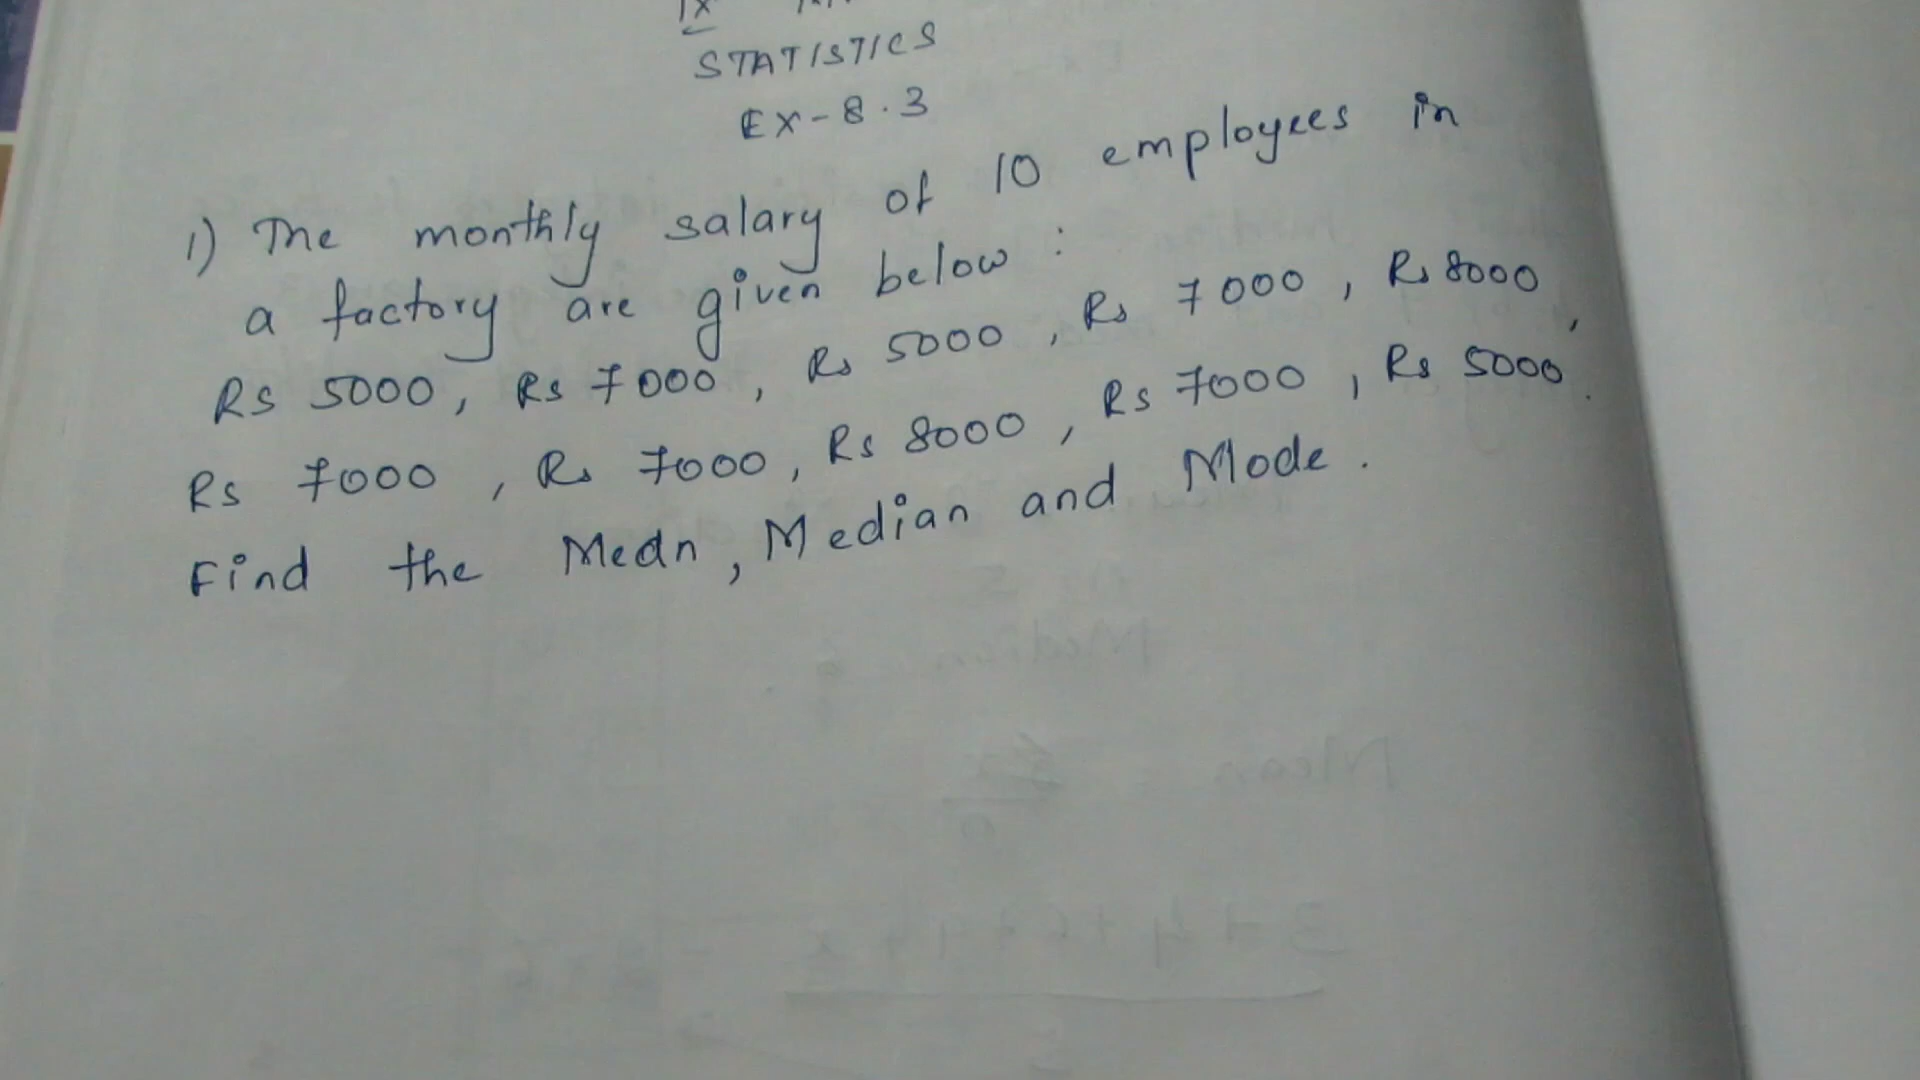 IX
STATISTICS
EX-8.3
1) The monthly salary of 10 employees in
a factory are given below :
Rs 5000, Rs 7000, Rs 5000, Rs 7000, Rs 8000,
Rs 7000, Rs 7000, Rs 8000, Rs 7000, Rs 5000.
Find the Mean, Median and Mode.